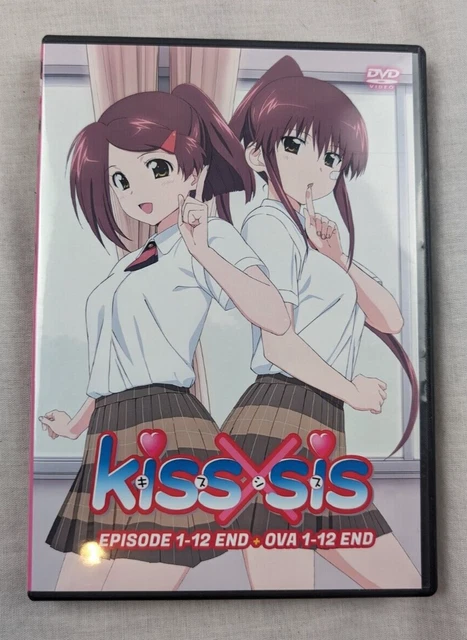 DVD
VIDEO
kiss×sis
キスシス
EPISODE 1-12 END + OVA 1-12 END